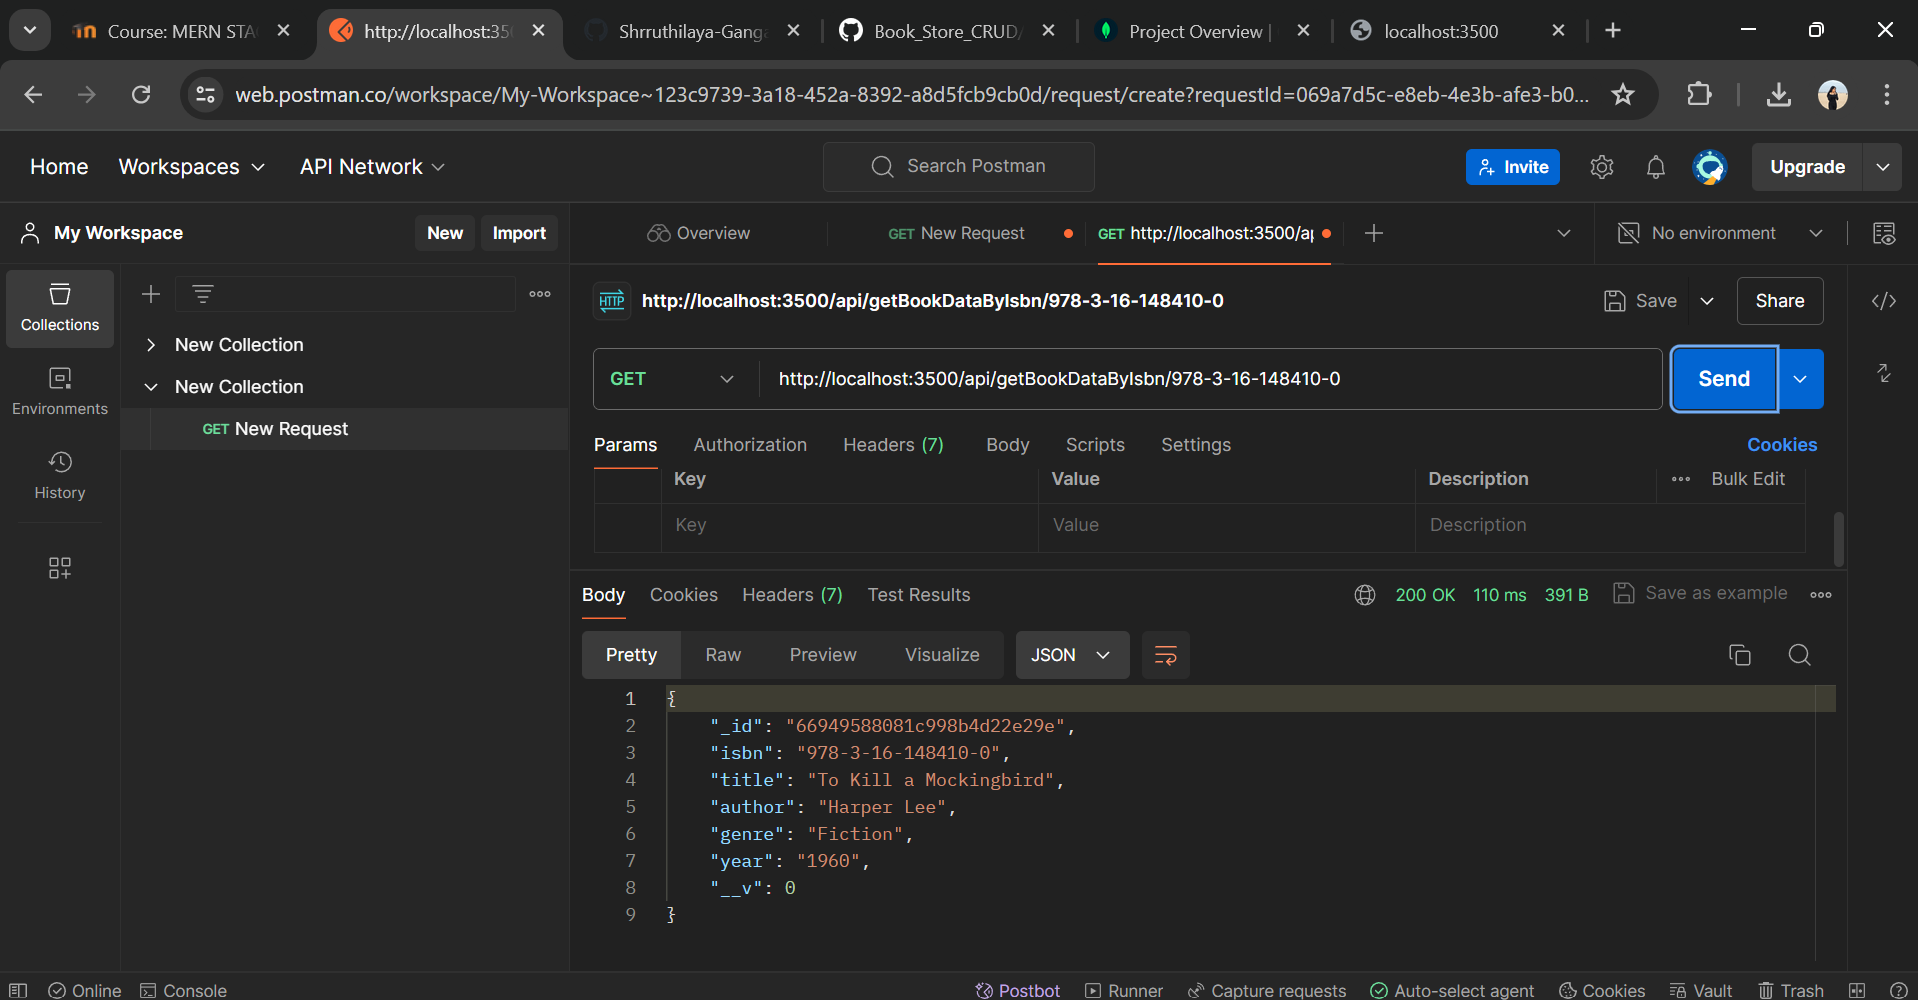 Course: MERN STA
http://localhost:35
Shrruthilaya-Ganga
Book_Store_CRUD/
Project Overview |
localhost:3500
web.postman.co/workspace/My-Workspace~123c9739-3a18-452a-8392-a8d5fcb9cb0d/request/create?requestId=069a7d5c-e8eb-4e3b-afe3-b0...
Home Workspaces API Network Search Postman Invite Upgrade
My Workspace New Import
Overview GET New Request GET http://localhost:3500/ap No environment
Collections
Environments
History
New Collection
New Collection
GET New Request
HTTP http://localhost:3500/api/getBookDataByIsbn/978-3-16-148410-0 Save Share
GET http://localhost:3500/api/getBookDataByIsbn/978-3-16-148410-0 Send
Params Authorization Headers (7) Body Scripts Settings Cookies
Key Value Description Bulk Edit
Key Value Description
Body Cookies Headers (7) Test Results 200 OK 110 ms 391 B Save as example
Pretty Raw Preview Visualize JSON
1 {
2 "_id": "66949588081c998b4d22e29e",
3 "isbn": "978-3-16-148410-0",
4 "title": "To Kill a Mockingbird",
5 "author": "Harper Lee",
6 "genre": "Fiction",
7 "year": "1960",
8 "__v": 0
9 }
Online Console Postbot Runner Capture requests Auto-select agent Cookies Vault Trash